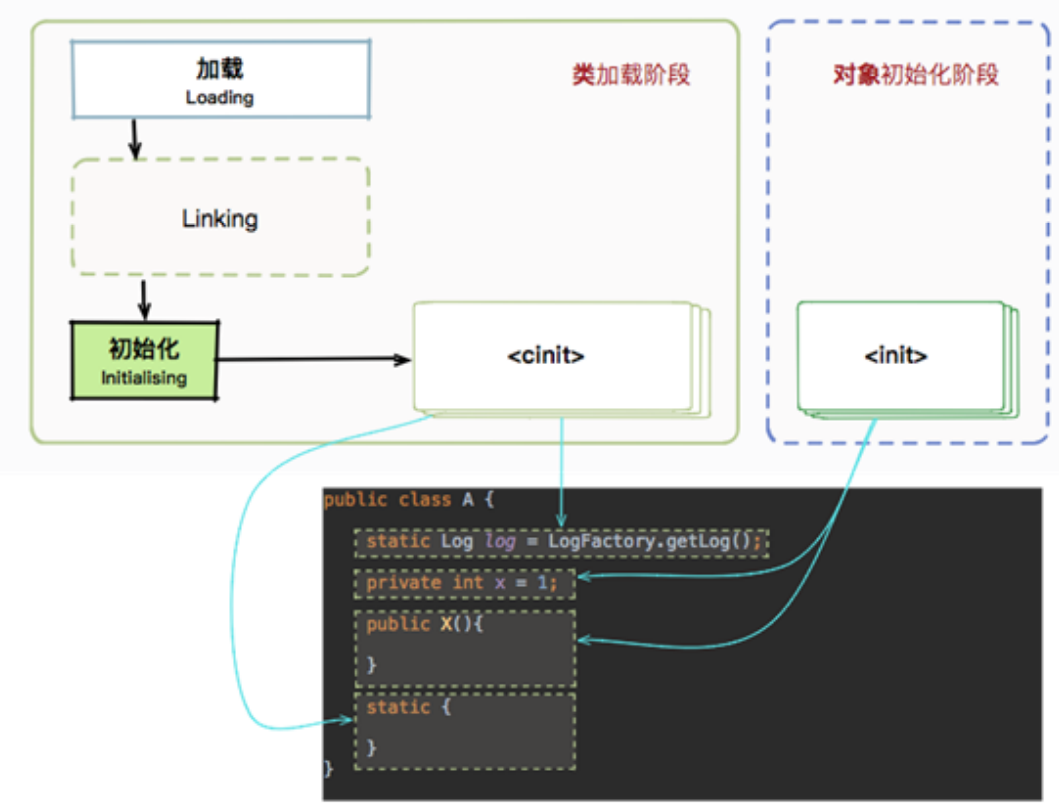 加载
Loading
类加载阶段
对象初始化阶段
Linking
初始化
Initialising
<cinit>
<init>
public class A {
static Log log = LogFactory.getLog();
private int x = 1;
public X(){
}
static {
}
}